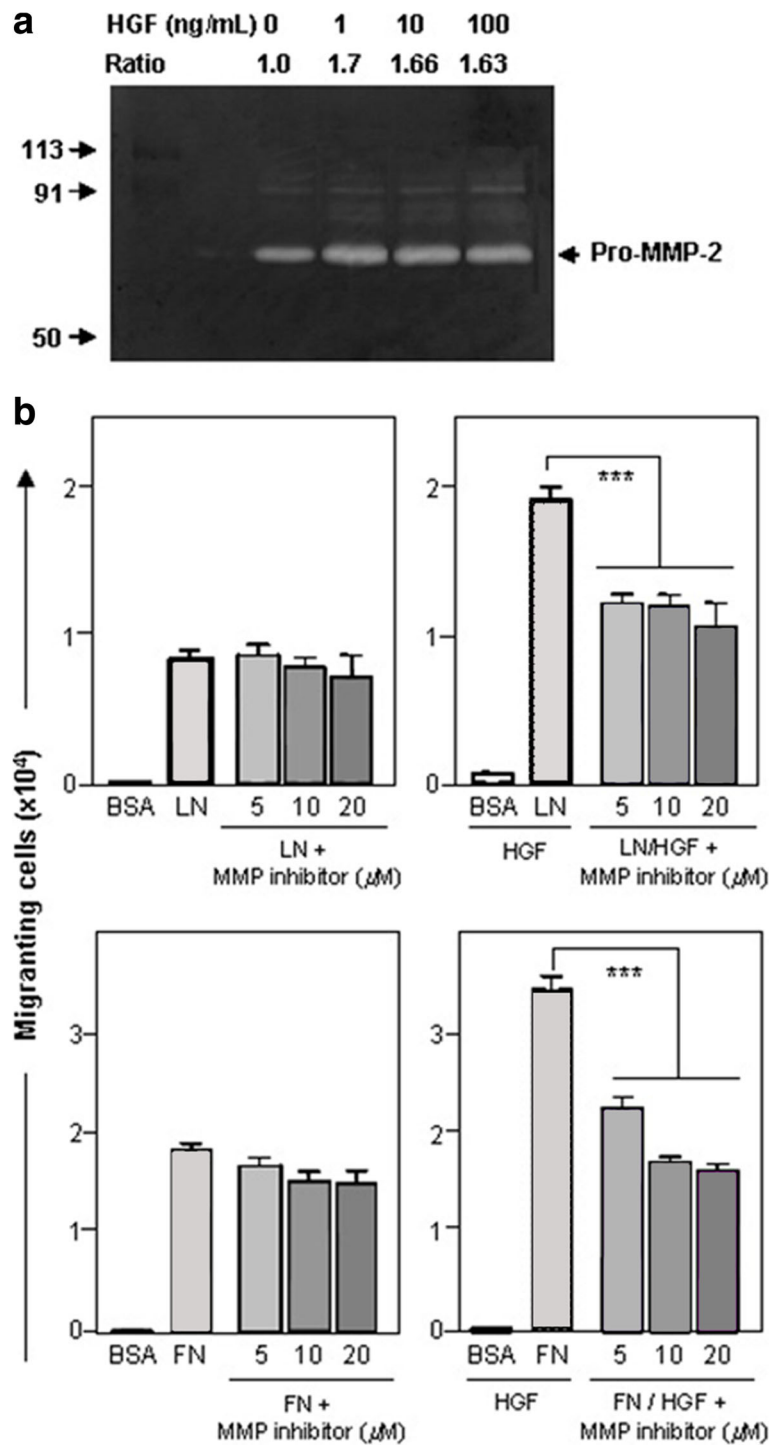 a
HGF (ng/mL) 0 1 10 100
Ratio 1.0 1.7 1.66 1.63
113
91
Pro-MMP-2
50
b
Migranting cells (x10⁴)
2
1
0
BSA LN 5 10 20
LN +
MMP inhibitor (μM)
***
2
1
0
BSA LN 5 10 20
HGF
LN/HGF +
MMP inhibitor (μM)
3
2
1
0
BSA FN 5 10 20
FN +
MMP inhibitor (μM)
***
3
2
1
0
BSA FN 5 10 20
HGF
FN / HGF +
MMP inhibitor (μM)